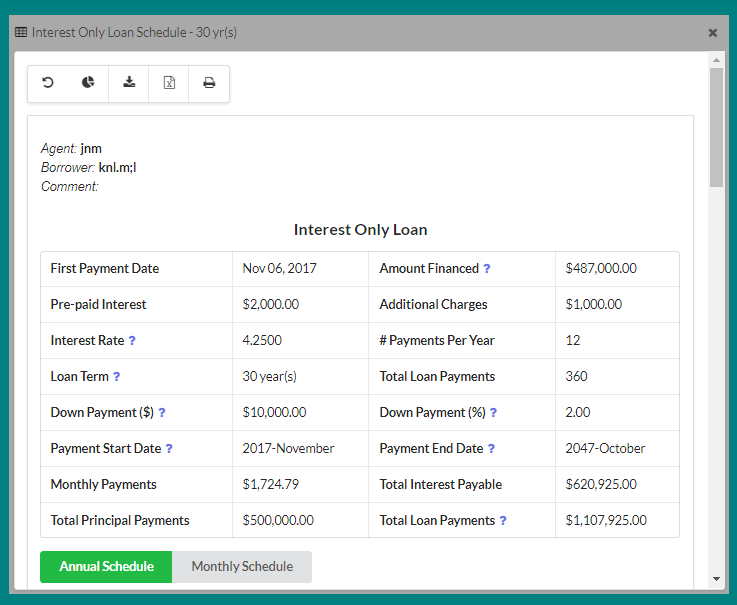 Interest Only Loan Schedule - 30 yr(s)
Agent: jnm
Borrower: knl.m;l
Comment:
Interest Only Loan
First Payment Date Nov 06, 2017 Amount Financed ? $487,000.00
Pre-paid Interest $2,000.00 Additional Charges $1,000.00
Interest Rate ? 4.2500 # Payments Per Year 12
Loan Term ? 30 year(s) Total Loan Payments 360
Down Payment ($) ? $10,000.00 Down Payment (%) ? 2.00
Payment Start Date ? 2017-November Payment End Date ? 2047-October
Monthly Payments $1,724.79 Total Interest Payable $620,925.00
Total Principal Payments $500,000.00 Total Loan Payments ? $1,107,925.00
Annual Schedule Monthly Schedule